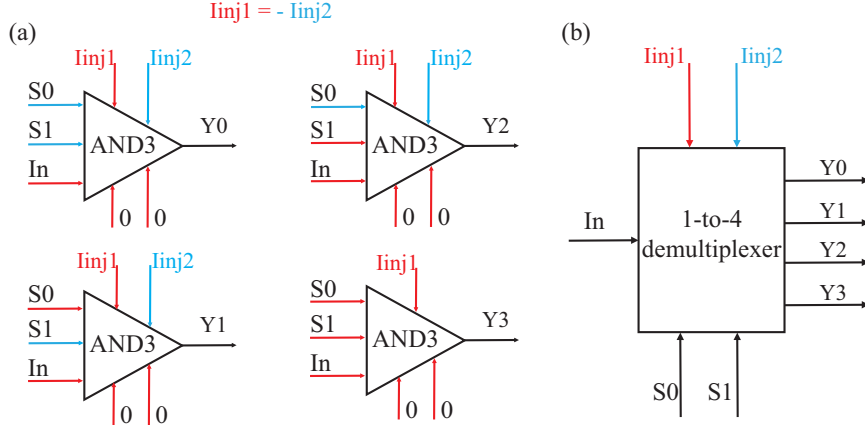 Iinj1 = - Iinj2
(a)
Iinj1 Iinj2
S0
S1
In
AND3
Y0
0 0
Iinj1 Iinj2
S0
S1
In
AND3
Y2
0 0
Iinj1 Iinj2
S0
S1
In
AND3
Y1
0 0
Iinj1
S0
S1
In
AND3
Y3
0 0
(b)
Iinj1 Iinj2
In
1-to-4
demultiplexer
Y0
Y1
Y2
Y3
S0 S1